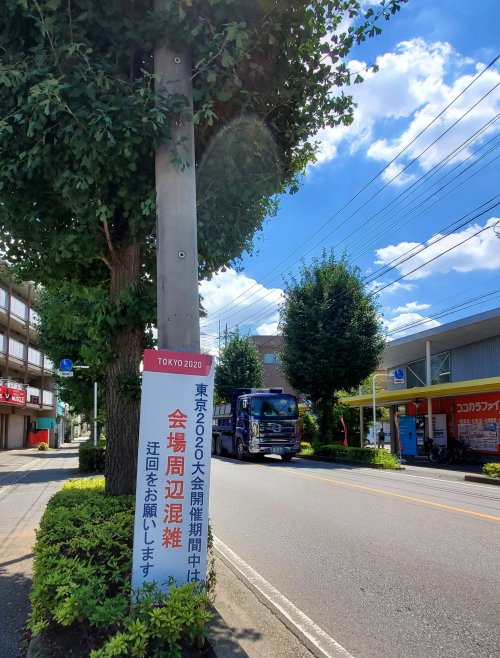 TOKYO 2020
東京2020大会開催期間中は
会場周辺混雑
迂回をお願いします
ココカラファイ